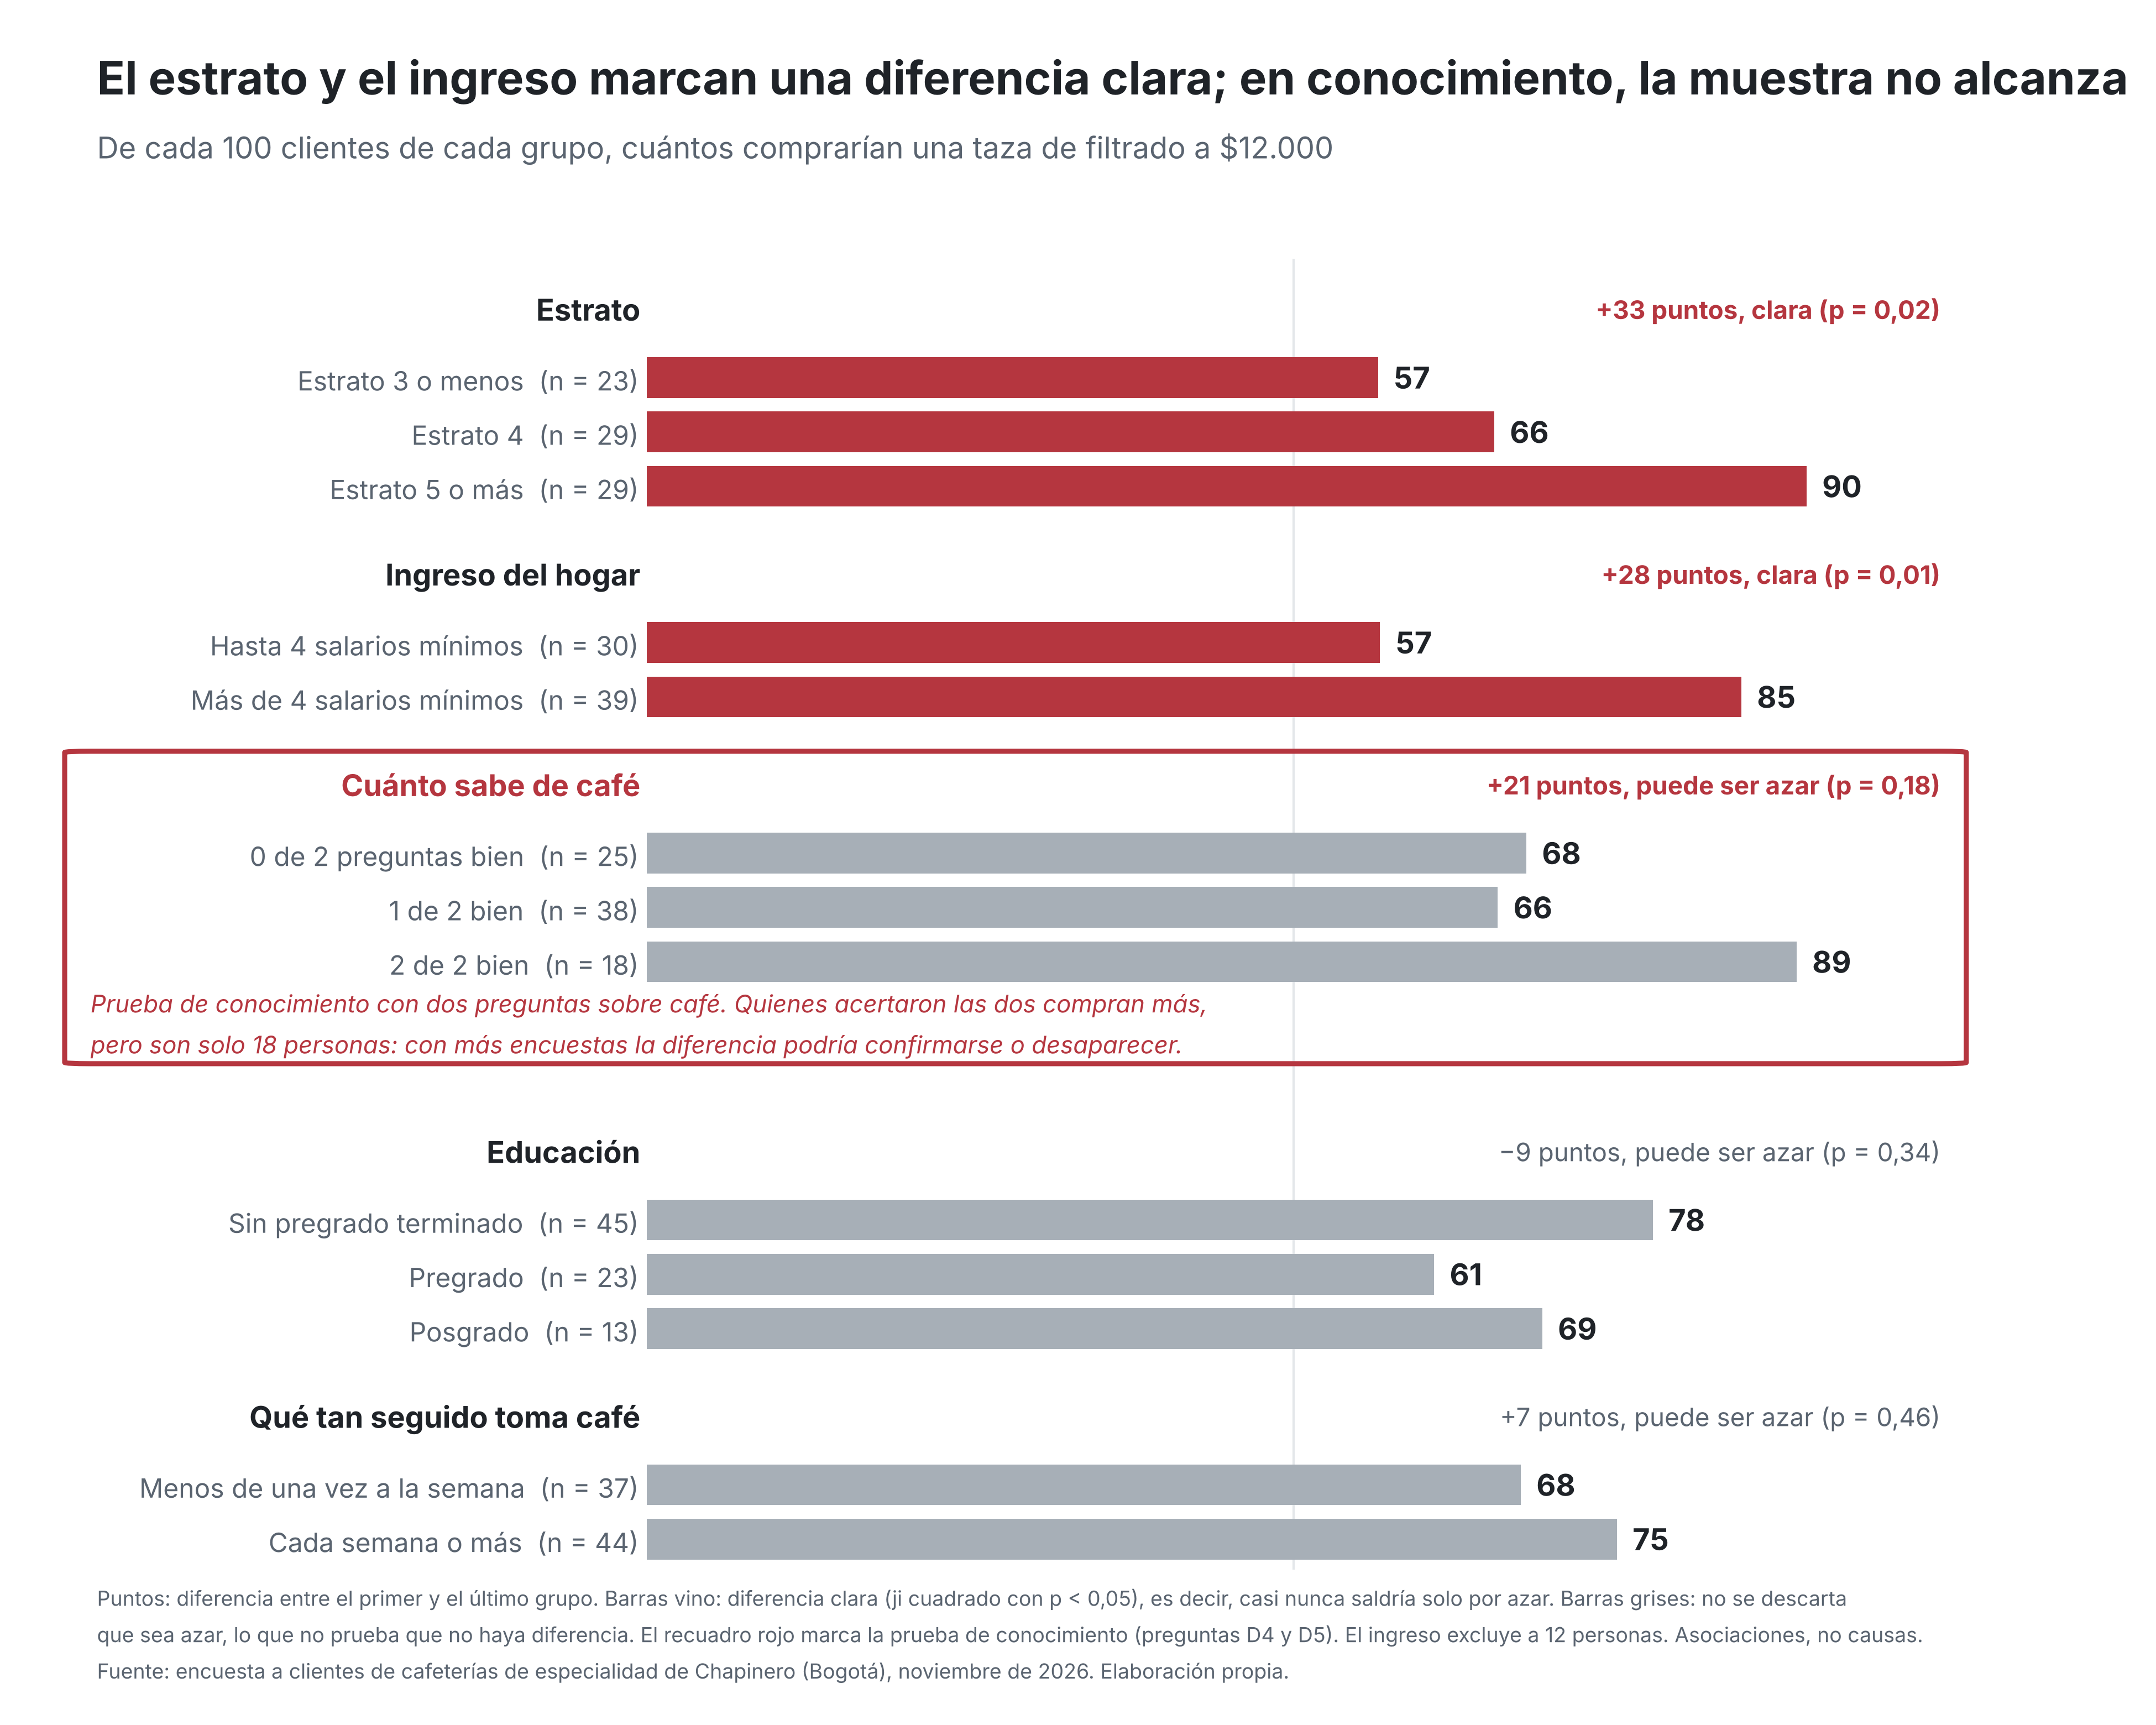 El estrato y el ingreso marcan una diferencia clara; en conocimiento, la muestra no alcanza
De cada 100 clientes de cada grupo, cuántos comprarían una taza de filtrado a $12.000
Estrato +33 puntos, clara (p = 0,02)
Estrato 3 o menos (n = 23) 57
Estrato 4 (n = 29) 66
Estrato 5 o más (n = 29) 90
Ingreso del hogar +28 puntos, clara (p = 0,01)
Hasta 4 salarios mínimos (n = 30) 57
Más de 4 salarios mínimos (n = 39) 85
Cuánto sabe de café +21 puntos, puede ser azar (p = 0,18)
0 de 2 preguntas bien (n = 25) 68
1 de 2 bien (n = 38) 66
2 de 2 bien (n = 18) 89
Prueba de conocimiento con dos preguntas sobre café. Quienes acertaron las dos compran más,
pero son solo 18 personas: con más encuestas la diferencia podría confirmarse o desaparecer.
Educación −9 puntos, puede ser azar (p = 0,34)
Sin pregrado terminado (n = 45) 78
Pregrado (n = 23) 61
Posgrado (n = 13) 69
Qué tan seguido toma café +7 puntos, puede ser azar (p = 0,46)
Menos de una vez a la semana (n = 37) 68
Cada semana o más (n = 44) 75
Puntos: diferencia entre el primer y el último grupo. Barras vino: diferencia clara (ji cuadrado con p < 0,05), es decir, casi nunca saldría solo por azar. Barras grises: no se descarta
que sea azar, lo que no prueba que no haya diferencia. El recuadro rojo marca la prueba de conocimiento (preguntas D4 y D5). El ingreso excluye a 12 personas. Asociaciones, no causas.
Fuente: encuesta a clientes de cafeterías de especialidad de Chapinero (Bogotá), noviembre de 2026. Elaboración propia.